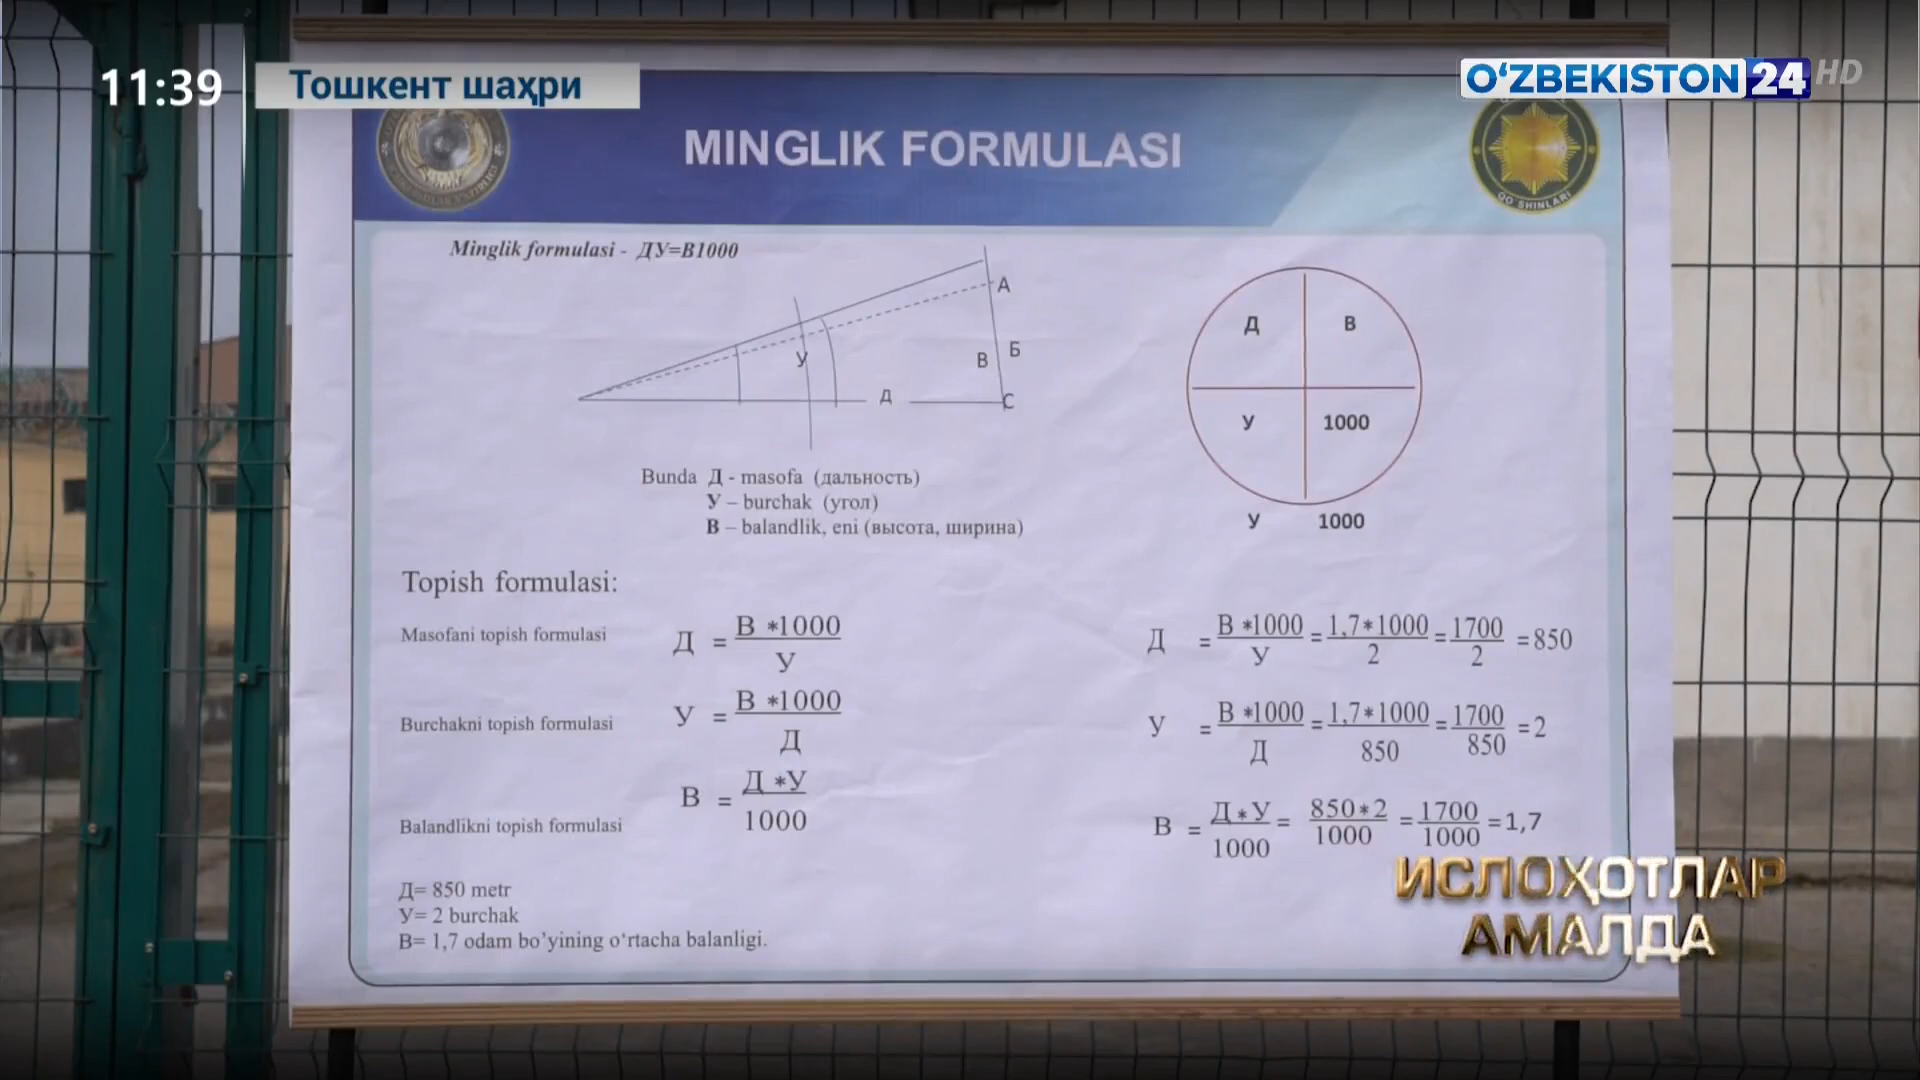 11:39
Тошкент шаҳри
O‘ZBEKISTON 24 HD
MINGLIK FORMULASI
QO SHINLARI
Minglik formulasi - ДУ=В1000
А
У
В Б
Д
С
Д В
У 1000
У 1000
Bunda Д - masofa (дальность)
У – burchak (угол)
В – balandlik, eni (высота, ширина)
Topish formulasi:
Masofani topish formulasi Д = В *1000 / У
Д = В *1000 / У = 1,7*1000 / 2 = 1700 / 2 =850
Burchakni topish formulasi У = В *1000 / Д
У = В *1000 / Д = 1,7*1000 / 850 = 1700 / 850 = 2
Balandlikni topish formulasi В = Д *У / 1000
В = Д*У / 1000 = 850*2 / 1000 = 1700 / 1000 =1,7
Д= 850 metr
У= 2 burchak
В= 1,7 odam bo’yining o‘rtacha balanligi.
ИСЛОҲОТЛАР
АМАЛДА